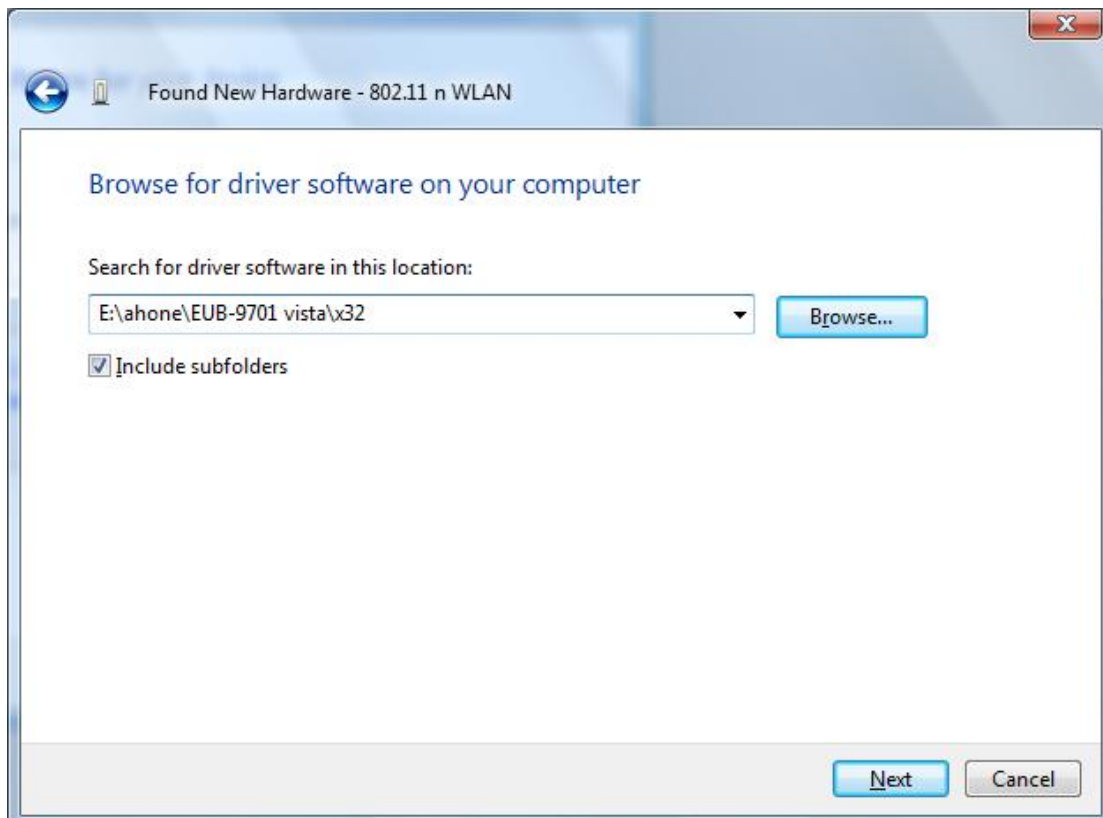 Found New Hardware - 802.11 n WLAN
Browse for driver software on your computer
Search for driver software in this location:
E:\ahone\EUB-9701 vista\x32
Browse...
Include subfolders
Next
Cancel